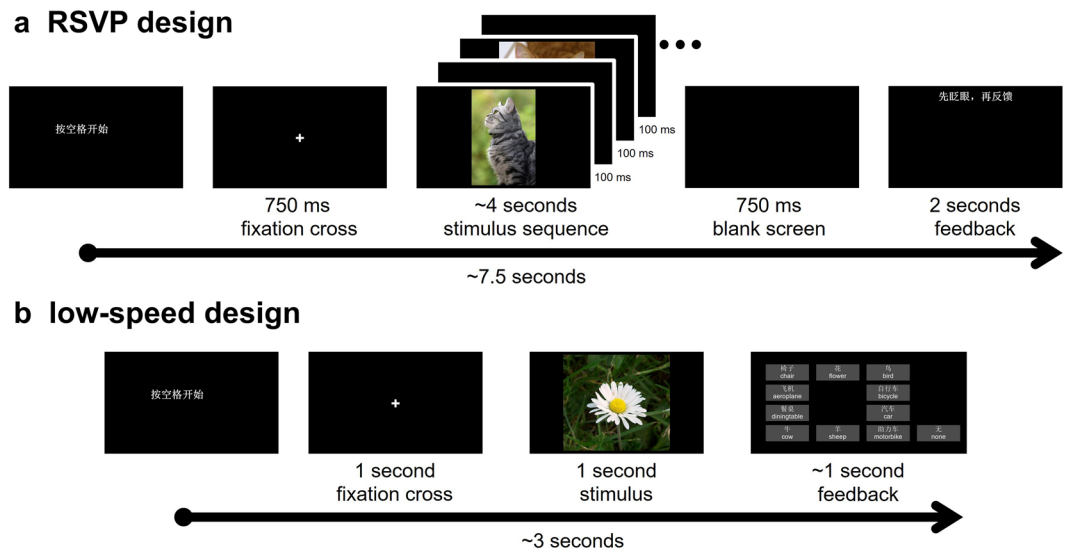 a RSVP design
按空格开始
+
100 ms
100 ms
100 ms
先眨眼，再反馈
750 ms
fixation cross
~4 seconds
stimulus sequence
750 ms
blank screen
2 seconds
feedback
~7.5 seconds
b low-speed design
按空格开始
+
椅子
chair
花
flower
鸟
bird
飞机
aeroplane
自行车
bicycle
餐桌
diningtable
汽车
car
牛
cow
羊
sheep
助力车
motorbike
无
none
1 second
fixation cross
1 second
stimulus
~1 second
feedback
~3 seconds